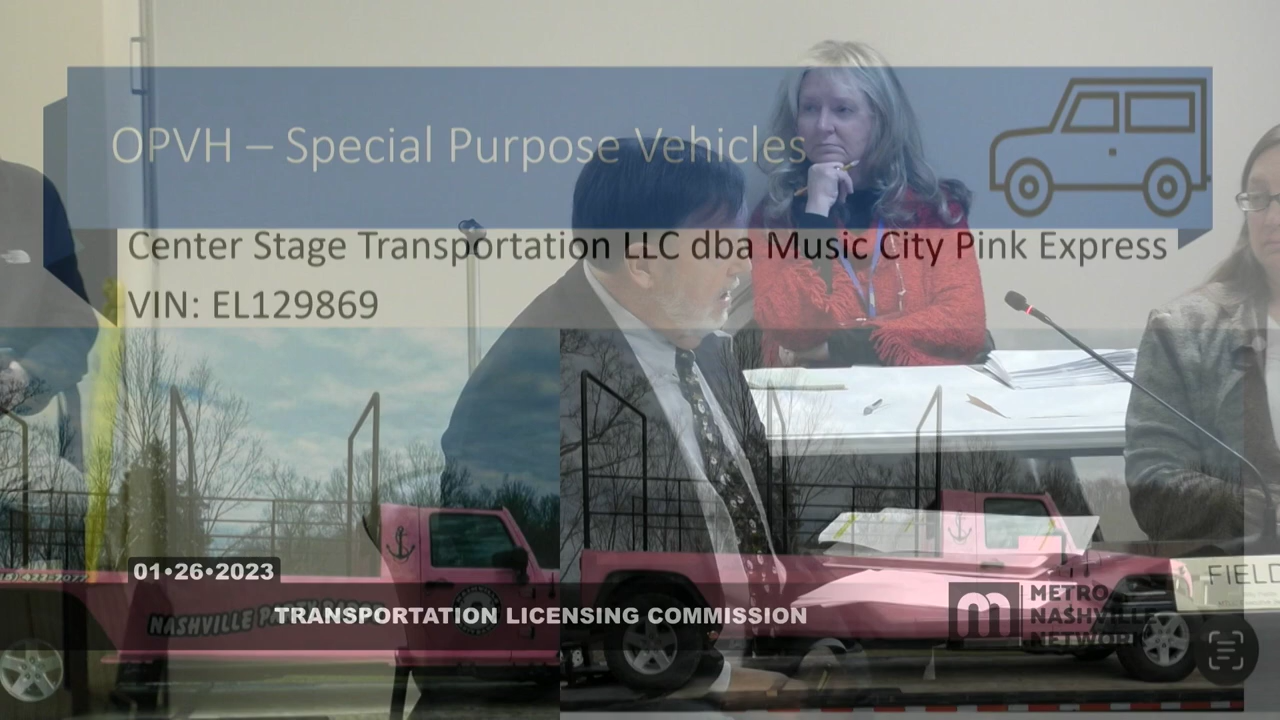 OPVH – Special Purpose Vehicles
Center Stage Transportation LLC dba Music City Pink Express
VIN: EL129869
01•26•2023
NASHVILLE
TRANSPORTATION LICENSING COMMISSION
m METRO
NASHVILLE
NETWORK
FIELD